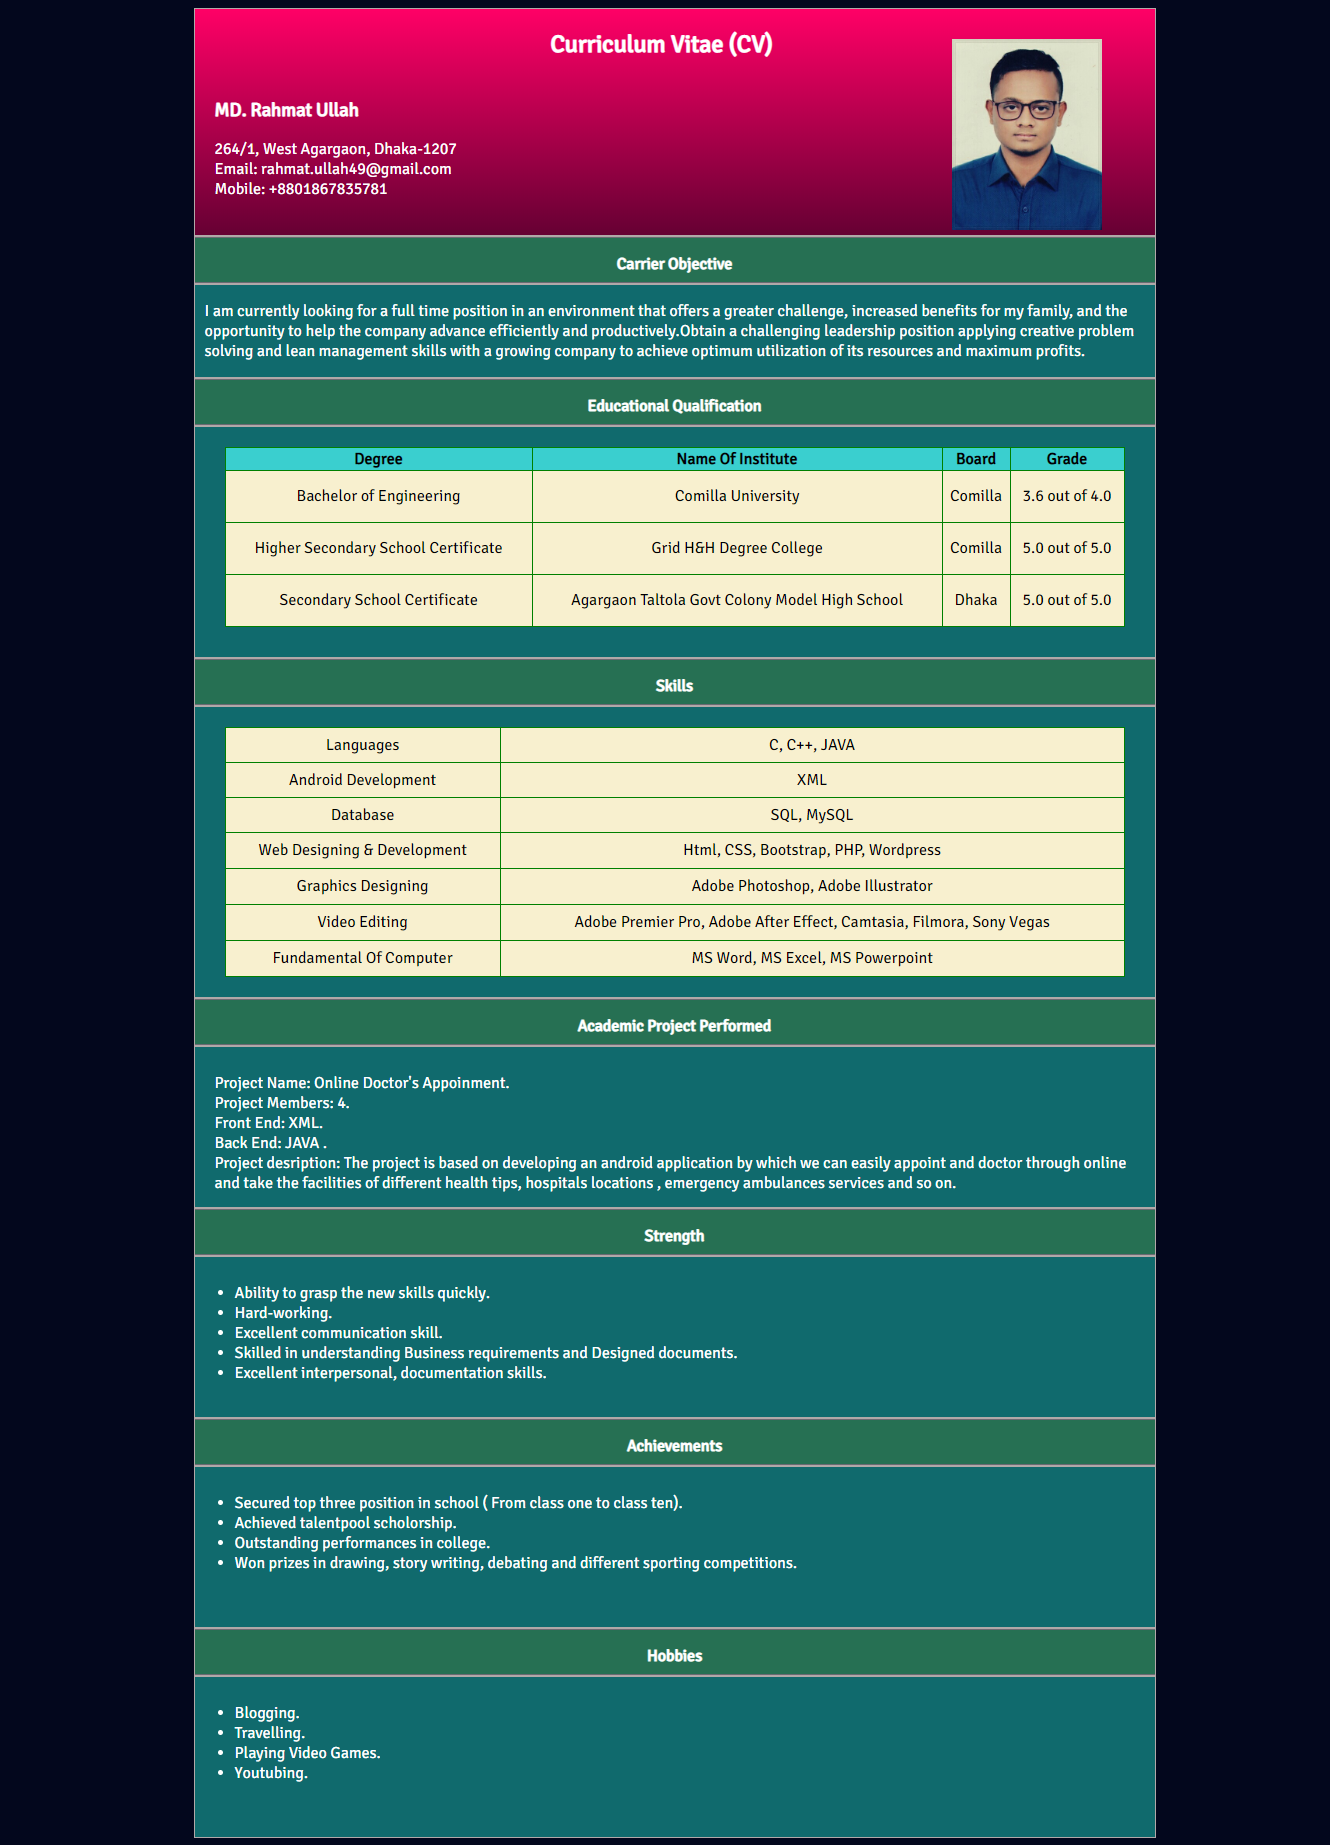 Curriculum Vitae (CV)
MD. Rahmat Ullah
264/1, West Agargaon, Dhaka-1207
Email: rahmat.ullah49@gmail.com
Mobile: +8801867835781
Carrier Objective
I am currently looking for a full time position in an environment that offers a greater challenge, increased benefits for my family, and the
opportunity to help the company advance efficiently and productively.Obtain a challenging leadership position applying creative problem
solving and lean management skills with a growing company to achieve optimum utilization of its resources and maximum profits.
Educational Qualification
Degree Name Of Institute Board Grade
Bachelor of Engineering Comilla University Comilla 3.6 out of 4.0
Higher Secondary School Certificate Grid H&H Degree College Comilla 5.0 out of 5.0
Secondary School Certificate Agargaon Taltola Govt Colony Model High School Dhaka 5.0 out of 5.0
Skills
Languages C, C++, JAVA
Android Development XML
Database SQL, MySQL
Web Designing & Development Html, CSS, Bootstrap, PHP, Wordpress
Graphics Designing Adobe Photoshop, Adobe Illustrator
Video Editing Adobe Premier Pro, Adobe After Effect, Camtasia, Filmora, Sony Vegas
Fundamental Of Computer MS Word, MS Excel, MS Powerpoint
Academic Project Performed
Project Name: Online Doctor's Appoinment.
Project Members: 4.
Front End: XML.
Back End: JAVA .
Project desription: The project is based on developing an android application by which we can easily appoint and doctor through online
and take the facilities of different health tips, hospitals locations , emergency ambulances services and so on.
Strength
• Ability to grasp the new skills quickly.
• Hard-working.
• Excellent communication skill.
• Skilled in understanding Business requirements and Designed documents.
• Excellent interpersonal, documentation skills.
Achievements
• Secured top three position in school ( From class one to class ten).
• Achieved talentpool scholorship.
• Outstanding performances in college.
• Won prizes in drawing, story writing, debating and different sporting competitions.
Hobbies
• Blogging.
• Travelling.
• Playing Video Games.
• Youtubing.